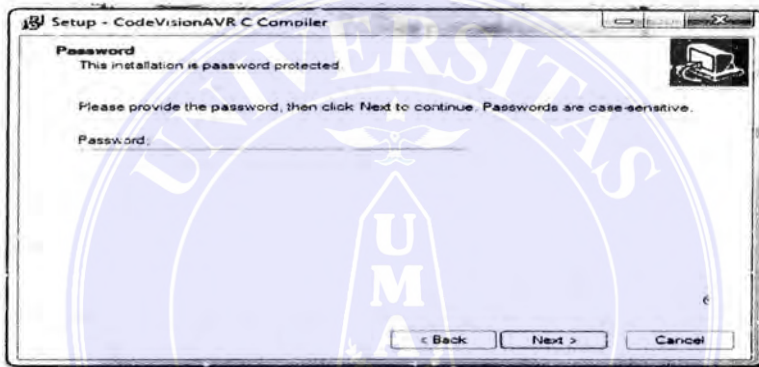 Setup - CodeVisionAVR C Compiler
Password
This installation is password protected.
Please provide the password, then click Next to continue. Passwords are case-sensitive.
Password:
< Back
Next >
Cancel
UNIVERSITAS
U
M
A